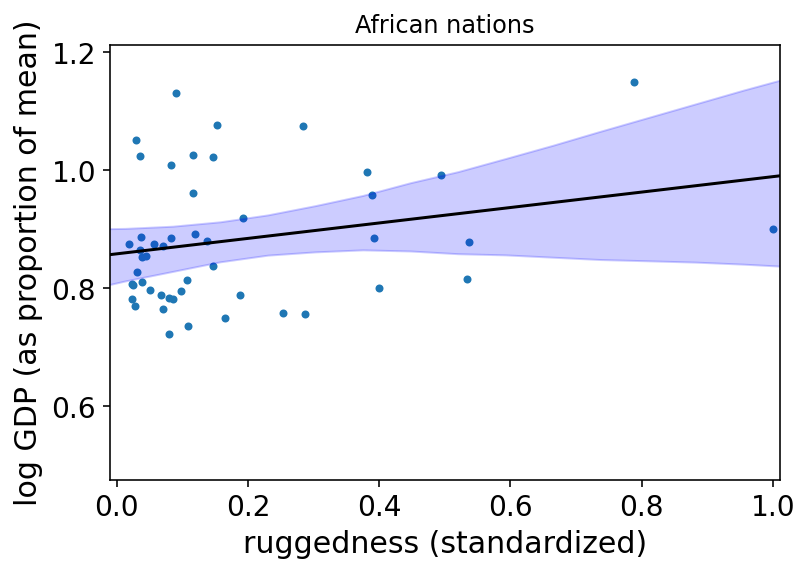 African nations
log GDP (as proportion of mean)
1.2
1.0
0.8
0.6
0.0 0.2 0.4 0.6 0.8 1.0
ruggedness (standardized)